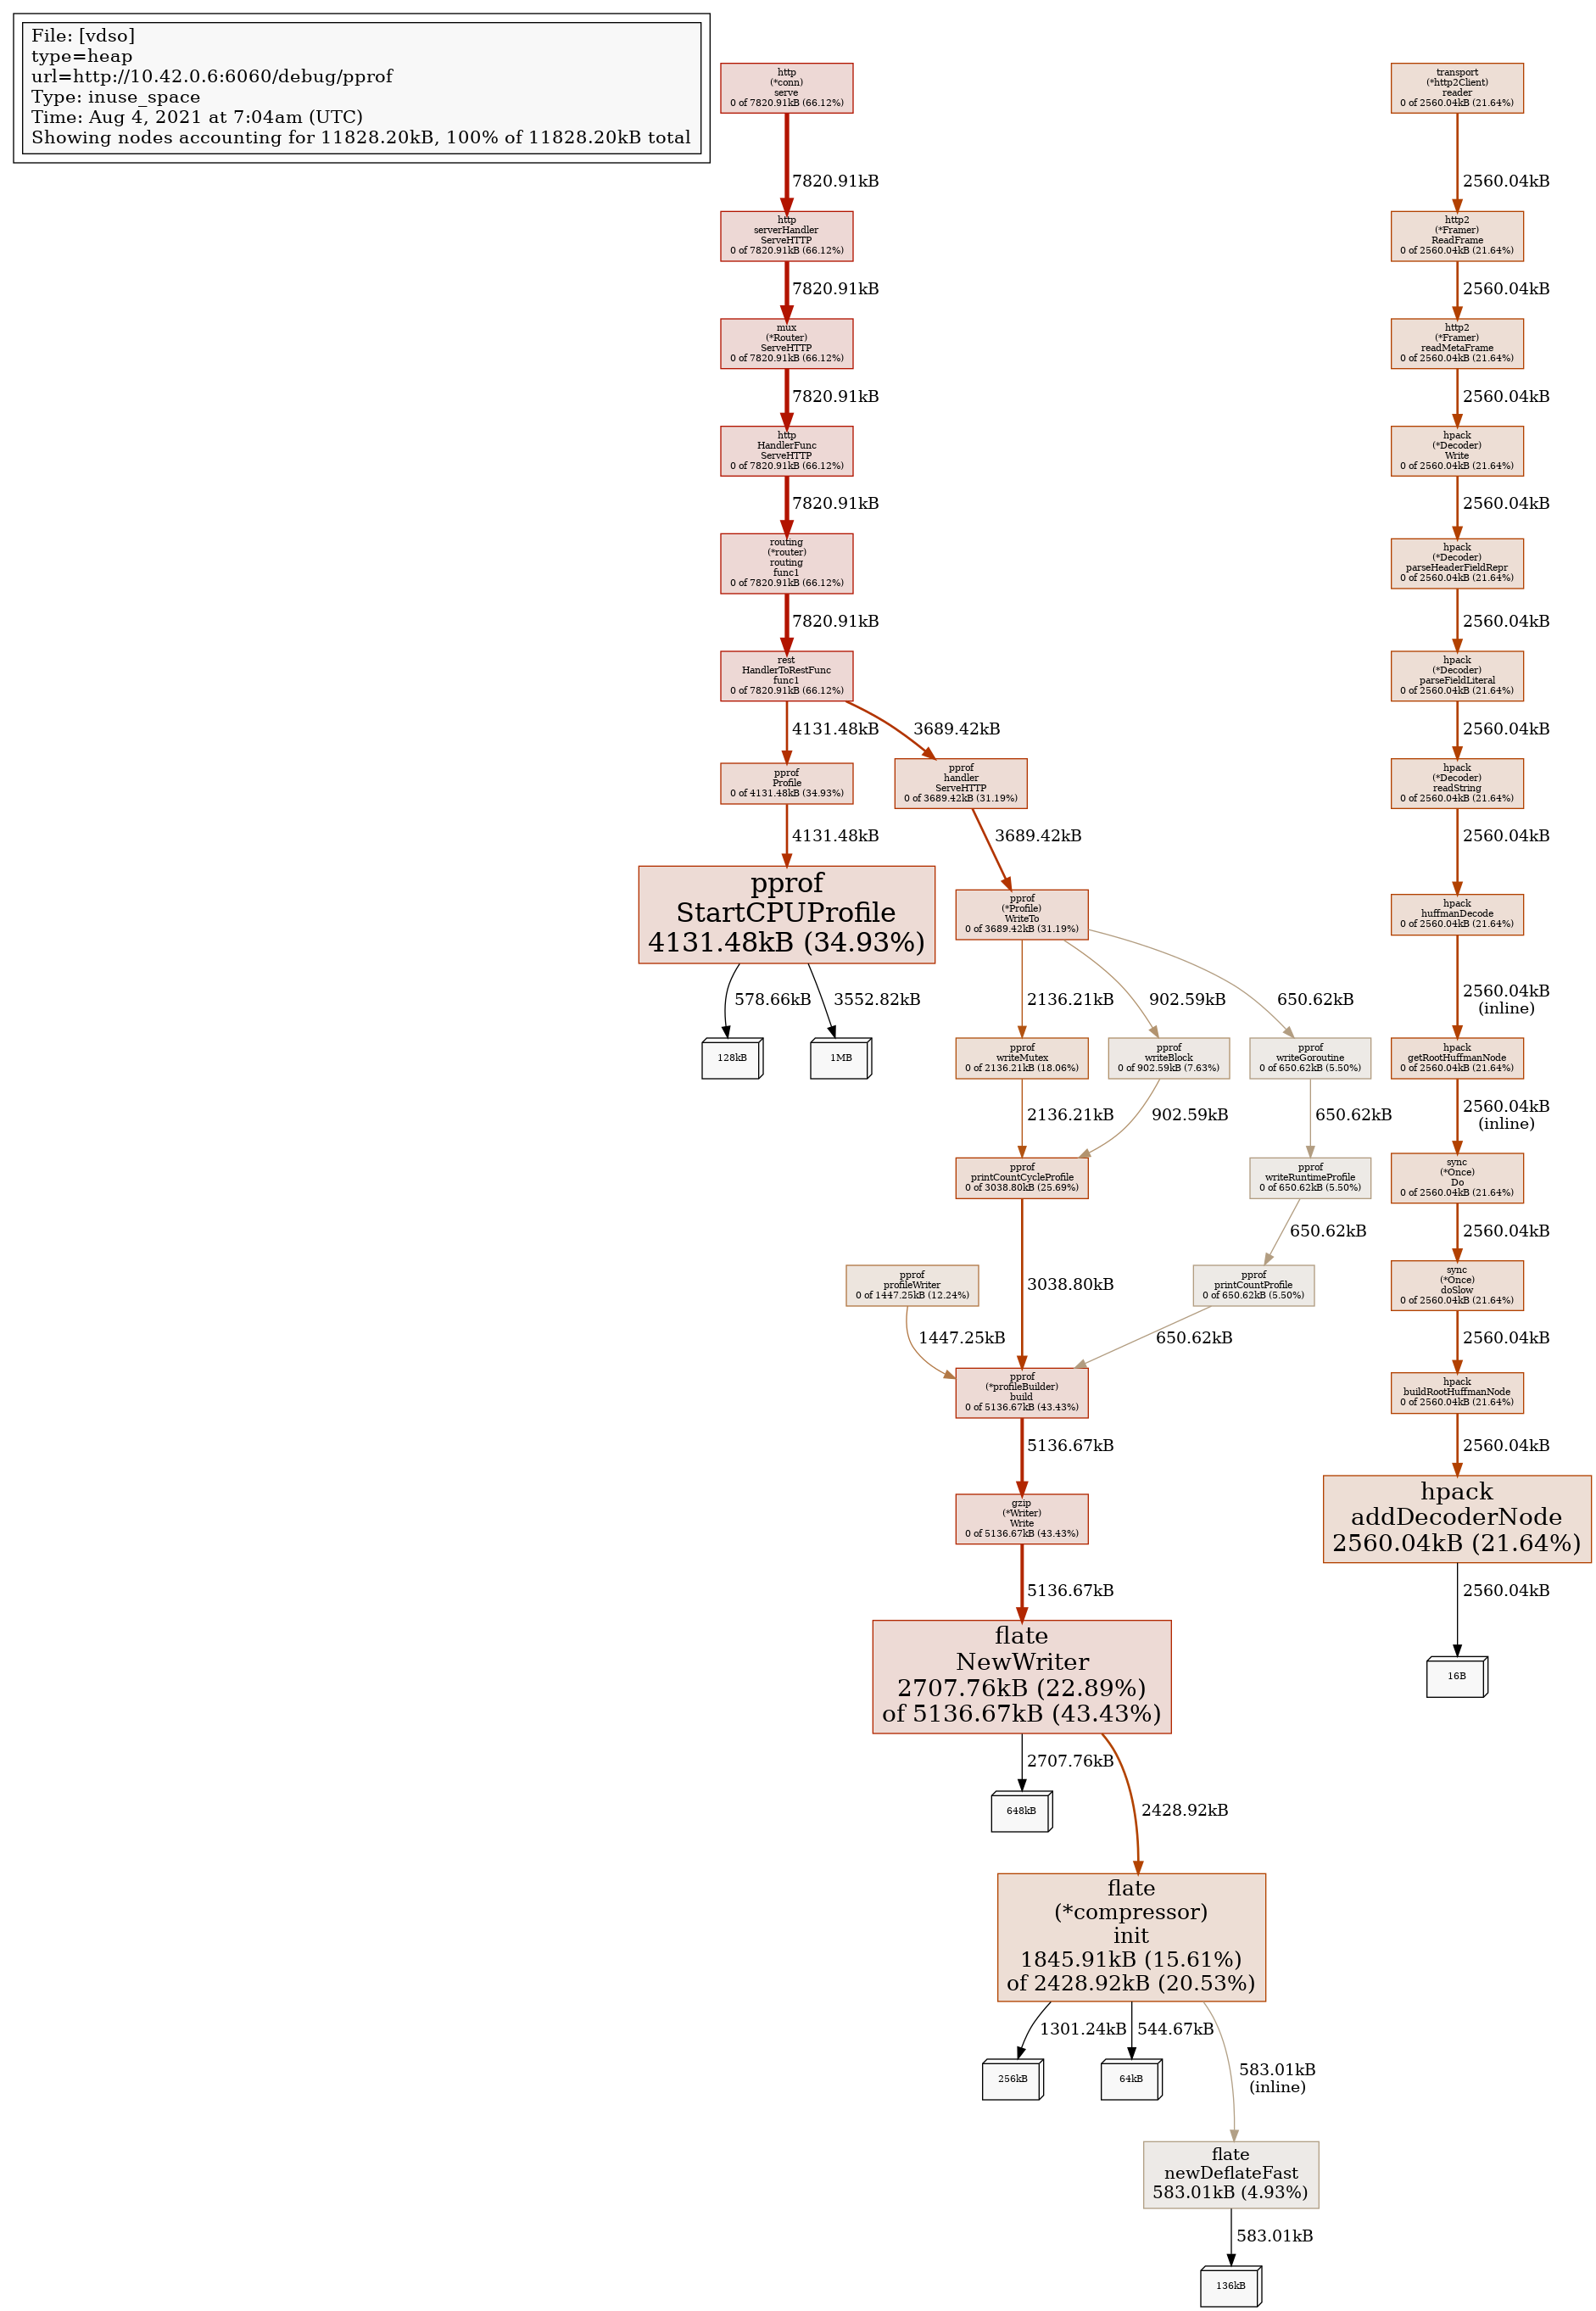 File: [vdso]
type=heap
url=http://10.42.0.6:6060/debug/pprof
Type: inuse_space
Time: Aug 4, 2021 at 7:04am (UTC)
Showing nodes accounting for 11828.20kB, 100% of 11828.20kB total
http
(*conn)
serve
0 of 7820.91kB (66.12%)
7820.91kB
http
serverHandler
ServeHTTP
0 of 7820.91kB (66.12%)
7820.91kB
mux
(*Router)
ServeHTTP
0 of 7820.91kB (66.12%)
7820.91kB
http
HandlerFunc
ServeHTTP
0 of 7820.91kB (66.12%)
7820.91kB
routing
(*router)
routing
func1
0 of 7820.91kB (66.12%)
7820.91kB
rest
HandlerToRestFunc
func1
0 of 7820.91kB (66.12%)
4131.48kB
3689.42kB
pprof
Profile
0 of 4131.48kB (34.93%)
4131.48kB
pprof
StartCPUProfile
4131.48kB (34.93%)
578.66kB
3552.82kB
128kB
1MB
pprof
handler
ServeHTTP
0 of 3689.42kB (31.19%)
3689.42kB
pprof
(*Profile)
WriteTo
0 of 3689.42kB (31.19%)
2136.21kB
902.59kB
650.62kB
pprof
writeMutex
0 of 2136.21kB (18.06%)
2136.21kB
pprof
writeBlock
0 of 902.59kB (7.63%)
902.59kB
pprof
writeGoroutine
0 of 650.62kB (5.50%)
650.62kB
pprof
printCountCycleProfile
0 of 3038.80kB (25.69%)
3038.80kB
pprof
writeRuntimeProfile
0 of 650.62kB (5.50%)
650.62kB
pprof
profileWriter
0 of 1447.25kB (12.24%)
1447.25kB
pprof
printCountProfile
0 of 650.62kB (5.50%)
650.62kB
pprof
(*profileBuilder)
build
0 of 5136.67kB (43.43%)
5136.67kB
gzip
(*Writer)
Write
0 of 5136.67kB (43.43%)
5136.67kB
flate
NewWriter
2707.76kB (22.89%)
of 5136.67kB (43.43%)
2707.76kB
2428.92kB
648kB
flate
(*compressor)
init
1845.91kB (15.61%)
of 2428.92kB (20.53%)
1301.24kB
544.67kB
583.01kB
(inline)
256kB
64kB
flate
newDeflateFast
583.01kB (4.93%)
583.01kB
136kB
transport
(*http2Client)
reader
0 of 2560.04kB (21.64%)
2560.04kB
http2
(*Framer)
ReadFrame
0 of 2560.04kB (21.64%)
2560.04kB
http2
(*Framer)
readMetaFrame
0 of 2560.04kB (21.64%)
2560.04kB
hpack
(*Decoder)
Write
0 of 2560.04kB (21.64%)
2560.04kB
hpack
(*Decoder)
parseHeaderFieldRepr
0 of 2560.04kB (21.64%)
2560.04kB
hpack
(*Decoder)
parseFieldLiteral
0 of 2560.04kB (21.64%)
2560.04kB
hpack
(*Decoder)
readString
0 of 2560.04kB (21.64%)
2560.04kB
hpack
huffmanDecode
0 of 2560.04kB (21.64%)
2560.04kB
(inline)
hpack
getRootHuffmanNode
0 of 2560.04kB (21.64%)
2560.04kB
(inline)
sync
(*Once)
Do
0 of 2560.04kB (21.64%)
2560.04kB
sync
(*Once)
doSlow
0 of 2560.04kB (21.64%)
2560.04kB
hpack
buildRootHuffmanNode
0 of 2560.04kB (21.64%)
2560.04kB
hpack
addDecoderNode
2560.04kB (21.64%)
2560.04kB
16B